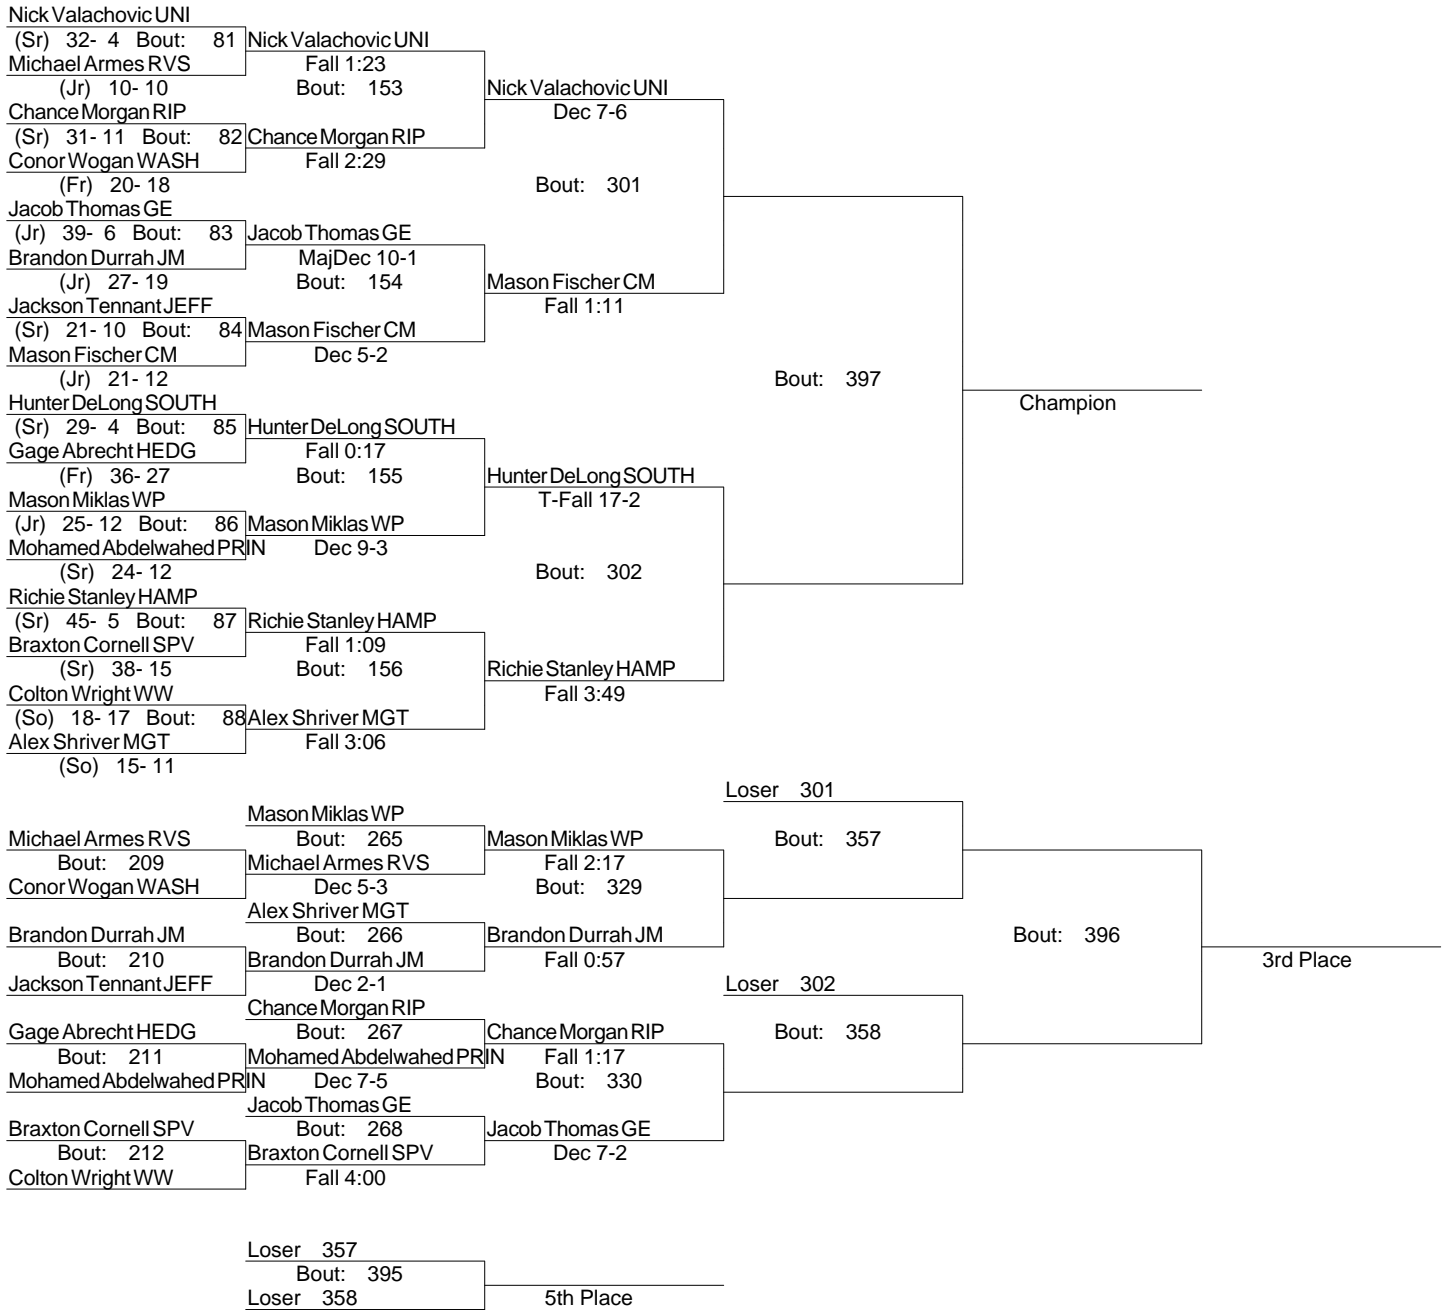 Nick Valachovic UNI
(Sr) 32- 4 Bout: 81 Nick Valachovic UNI
Michael Armes RVS Fall 1:23
(Jr) 10- 10 Bout: 153 Nick Valachovic UNI
Chance Morgan RIP Dec 7-6
(Sr) 31- 11 Bout: 82 Chance Morgan RIP
Conor Wogan WASH Fall 2:29
(Fr) 20- 18 Bout: 301
Jacob Thomas GE
(Jr) 39- 6 Bout: 83 Jacob Thomas GE
Brandon Durrah JM MajDec 10-1
(Jr) 27- 19 Bout: 154 Mason Fischer CM
Jackson Tennant JEFF Fall 1:11
(Sr) 21- 10 Bout: 84 Mason Fischer CM
Mason Fischer CM Dec 5-2
(Jr) 21- 12 Bout: 397
Hunter DeLong SOUTH Champion
(Sr) 29- 4 Bout: 85 Hunter DeLong SOUTH
Gage Abrecht HEDG Fall 0:17
(Fr) 36- 27 Bout: 155 Hunter DeLong SOUTH
Mason Miklas WP T-Fall 17-2
(Jr) 25- 12 Bout: 86 Mason Miklas WP
Mohamed Abdelwahed PRIN Dec 9-3
(Sr) 24- 12 Bout: 302
Richie Stanley HAMP
(Sr) 45- 5 Bout: 87 Richie Stanley HAMP
Braxton Cornell SPV Fall 1:09
(Sr) 38- 15 Bout: 156 Richie Stanley HAMP
Colton Wright WW Fall 3:49
(So) 18- 17 Bout: 88 Alex Shriver MGT
Alex Shriver MGT Fall 3:06
(So) 15- 11
Loser 301
Mason Miklas WP
Michael Armes RVS Bout: 265 Mason Miklas WP Bout: 357
Bout: 209 Michael Armes RVS Fall 2:17
Conor Wogan WASH Dec 5-3 Bout: 329
Alex Shriver MGT
Brandon Durrah JM Bout: 266 Brandon Durrah JM Bout: 396
Bout: 210 Brandon Durrah JM Fall 0:57 3rd Place
Jackson Tennant JEFF Dec 2-1 Loser 302
Chance Morgan RIP
Gage Abrecht HEDG Bout: 267 Chance Morgan RIP Bout: 358
Bout: 211 Mohamed Abdelwahed PRIN Fall 1:17
Mohamed Abdelwahed PRIN Dec 7-5 Bout: 330
Jacob Thomas GE
Braxton Cornell SPV Bout: 268 Jacob Thomas GE
Bout: 212 Braxton Cornell SPV Dec 7-2
Colton Wright WW Fall 4:00
Loser 357
Bout: 395
Loser 358 5th Place